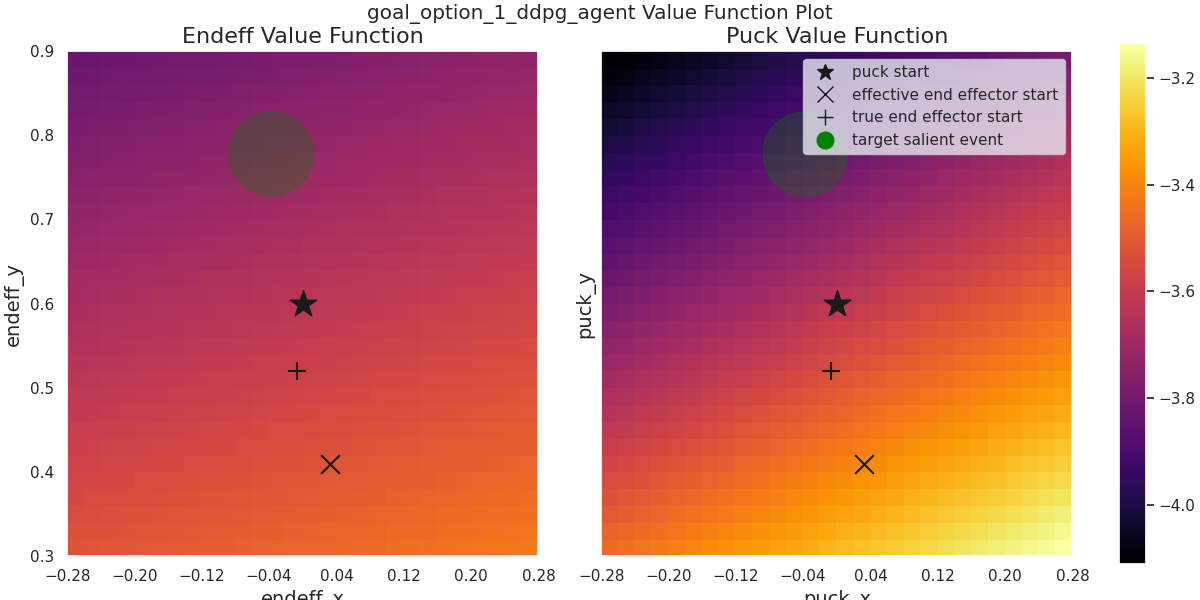 goal_option_1_ddpg_agent Value Function Plot
Endeff Value Function
0.9
0.8
0.7
0.6
0.5
0.4
0.3
endeff_y
−0.28 −0.20 −0.12 −0.04 0.04 0.12 0.20 0.28
endeff_x
Puck Value Function
puck start
effective end effector start
true end effector start
target salient event
puck_y
−0.28 −0.20 −0.12 −0.04 0.04 0.12 0.20 0.28
puck_x
−3.2
−3.4
−3.6
−3.8
−4.0